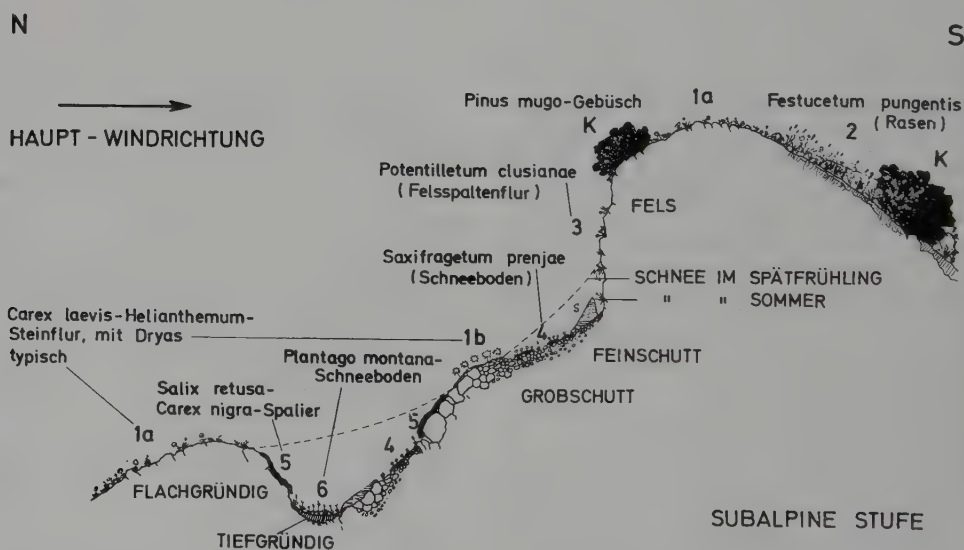 N
S
HAUPT - WINDRICHTUNG
Pinus mugo-Gebüsch
K
1a
Festucetum pungentis
(Rasen)
2
K
Potentilletum clusianae
(Felsspaltenflur)
3
FELS
Saxifragetum prenjae
(Schneeboden)
4
SCHNEE IM SPÄTFRÜHLING
" " SOMMER
s
Carex laevis-Helianthemum-
Steinflur, mit Dryas
typisch
1b
FEINSCHUTT
GROBSCHUTT
Plantago montana-
Schneeboden
Salix retusa-
Carex nigra-Spalier
1a
5
6
4
5
FLACHGRÜNDIG
TIEFGRÜNDIG
SUBALPINE STUFE